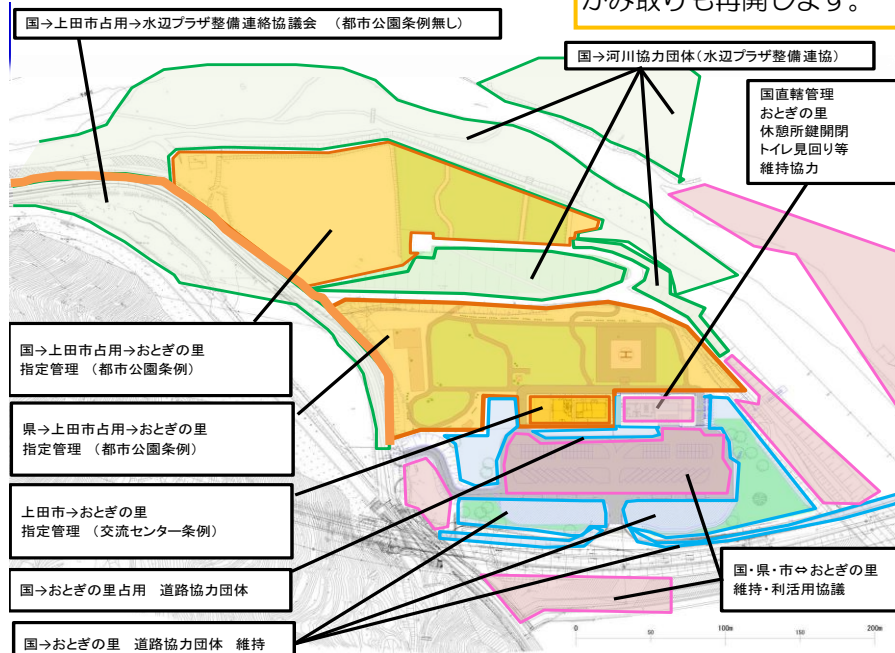 かみ取りも再開します。
国→上田市占用→水辺プラザ整備連絡協議会 （都市公園条例無し）
国→河川協力団体（水辺プラザ整備連協）
国直轄管理
おとぎの里
休憩所鍵開閉
トイレ見回り等
維持協力
国→上田市占用→おとぎの里
指定管理 （都市公園条例）
県→上田市占用→おとぎの里
指定管理 （都市公園条例）
上田市→おとぎの里
指定管理 （交流センター条例）
国→おとぎの里占用 道路協力団体
国→おとぎの里 道路協力団体 維持
国・県・市⇔おとぎの里
維持・利活用協議
H
0 50 100m 150 200m